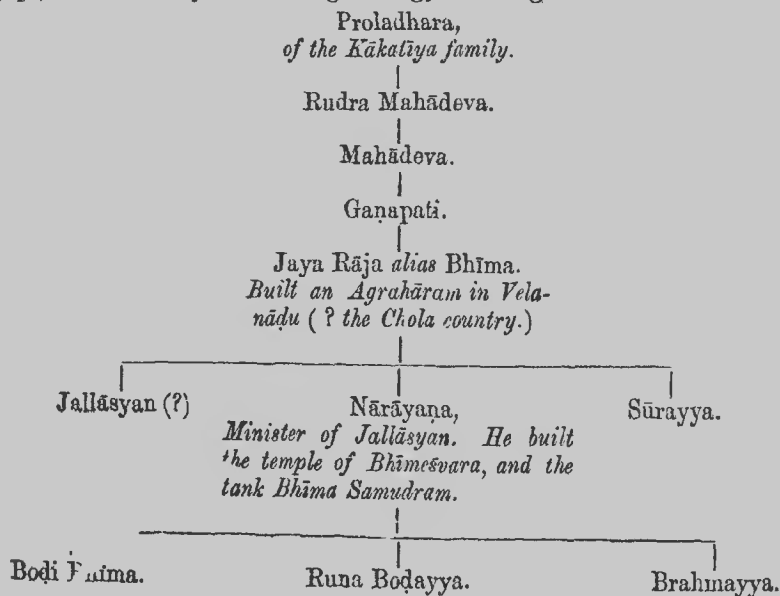 Proladhara,
of the Kākatīya family.
Rudra Mahādeva.
Mahādeva.
Gaṇapati.
Jaya Rāja alias Bhīma.
Built an Agrahāram in Vela-
nāḍu ( ? the Chola country.)
Jallāsyan (?) Nārāyaṇa, Sūrayya.
Minister of Jallāsyan. He built
the temple of Bhīmeśvara, and the
tank Bhīma Samudram.
Boḍi Runa Boḍayya. Brahmayya.